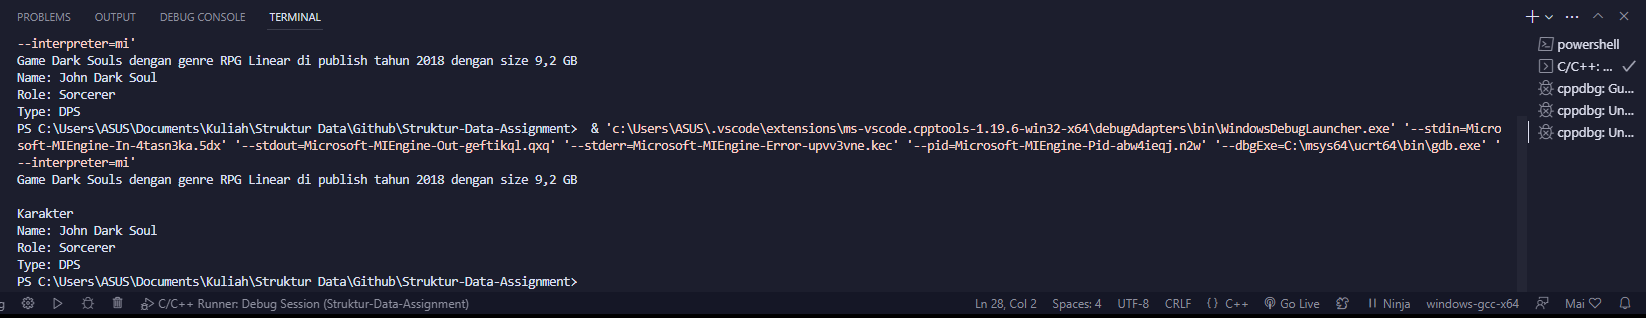 PROBLEMS OUTPUT DEBUG CONSOLE TERMINAL
--interpreter=mi'
Game Dark Souls dengan genre RPG Linear di publish tahun 2018 dengan size 9,2 GB
Name: John Dark Soul
Role: Sorcerer
Type: DPS
PS C:\Users\ASUS\Documents\Kuliah\Struktur Data\Github\Struktur-Data-Assignment>  & 'c:\Users\ASUS\.vscode\extensions\ms-vscode.cpptools-1.19.6-win32-x64\debugAdapters\bin\WindowsDebugLauncher.exe' '--stdin=Micro
soft-MIEngine-In-4tasn3ka.5dx' '--stdout=Microsoft-MIEngine-Out-geftikql.qxq' '--stderr=Microsoft-MIEngine-Error-upvv3vne.kec' '--pid=Microsoft-MIEngine-Pid-abw4ieqj.n2w' '--dbgExe=C:\msys64\ucrt64\bin\gdb.exe' '
--interpreter=mi'
Game Dark Souls dengan genre RPG Linear di publish tahun 2018 dengan size 9,2 GB
Karakter
Name: John Dark Soul
Role: Sorcerer
Type: DPS
PS C:\Users\ASUS\Documents\Kuliah\Struktur Data\Github\Struktur-Data-Assignment>
powershell
C/C++: ...
cppdbg: Gu...
cppdbg: Un...
cppdbg: Un...
g C/C++ Runner: Debug Session (Struktur-Data-Assignment) Ln 28, Col 2 Spaces: 4 UTF-8 CRLF {} C++ Go Live Ninja windows-gcc-x64 Mai ♡